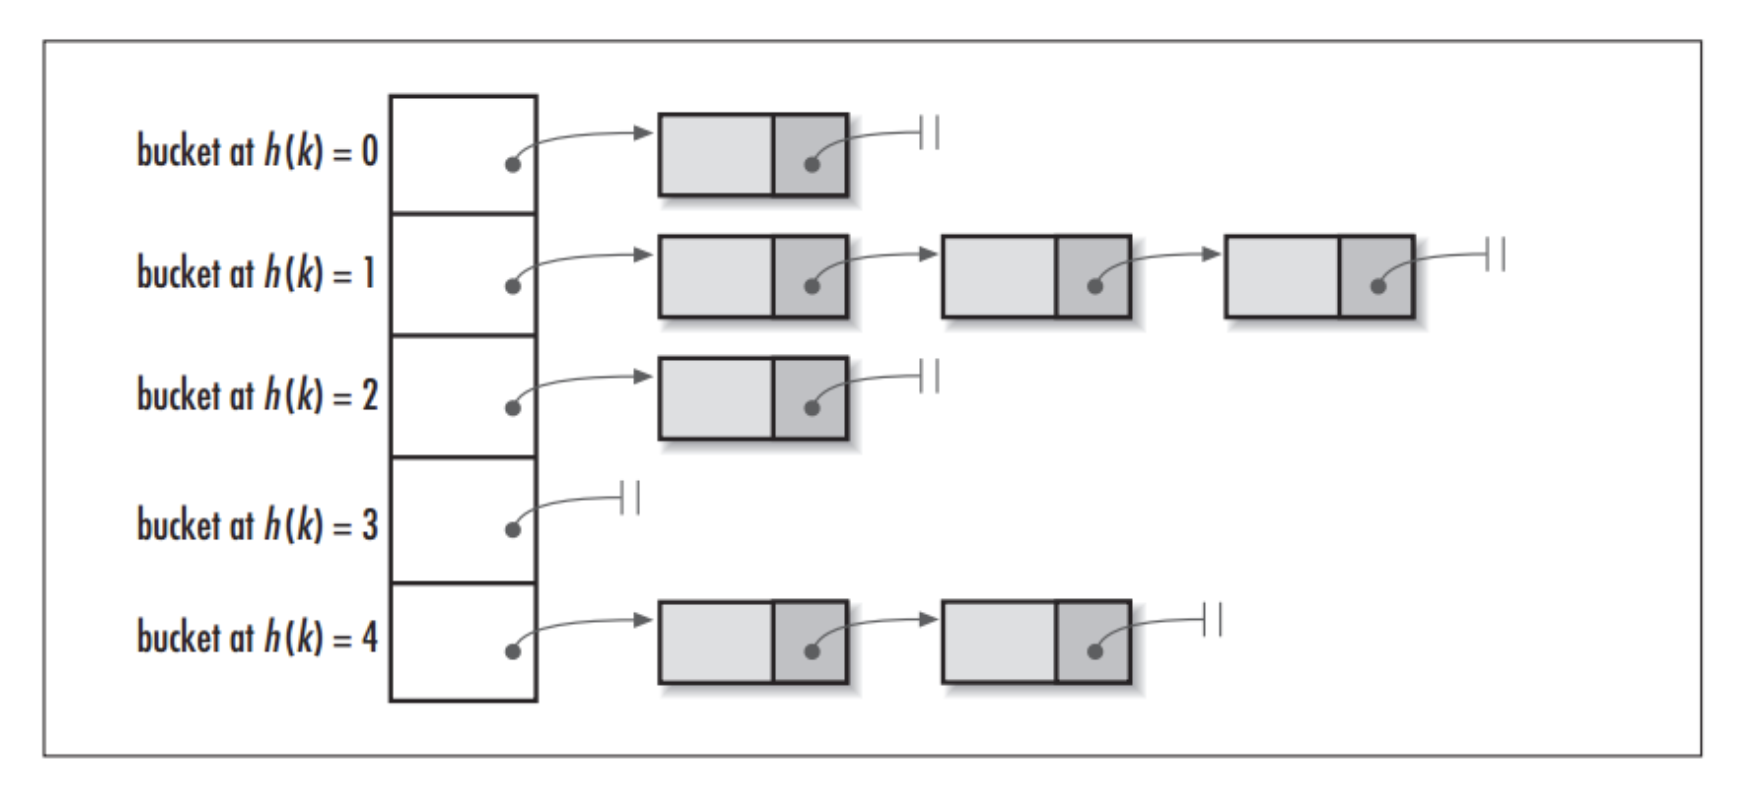 bucket at h(k) = 0
bucket at h(k) = 1
bucket at h(k) = 2
bucket at h(k) = 3
bucket at h(k) = 4